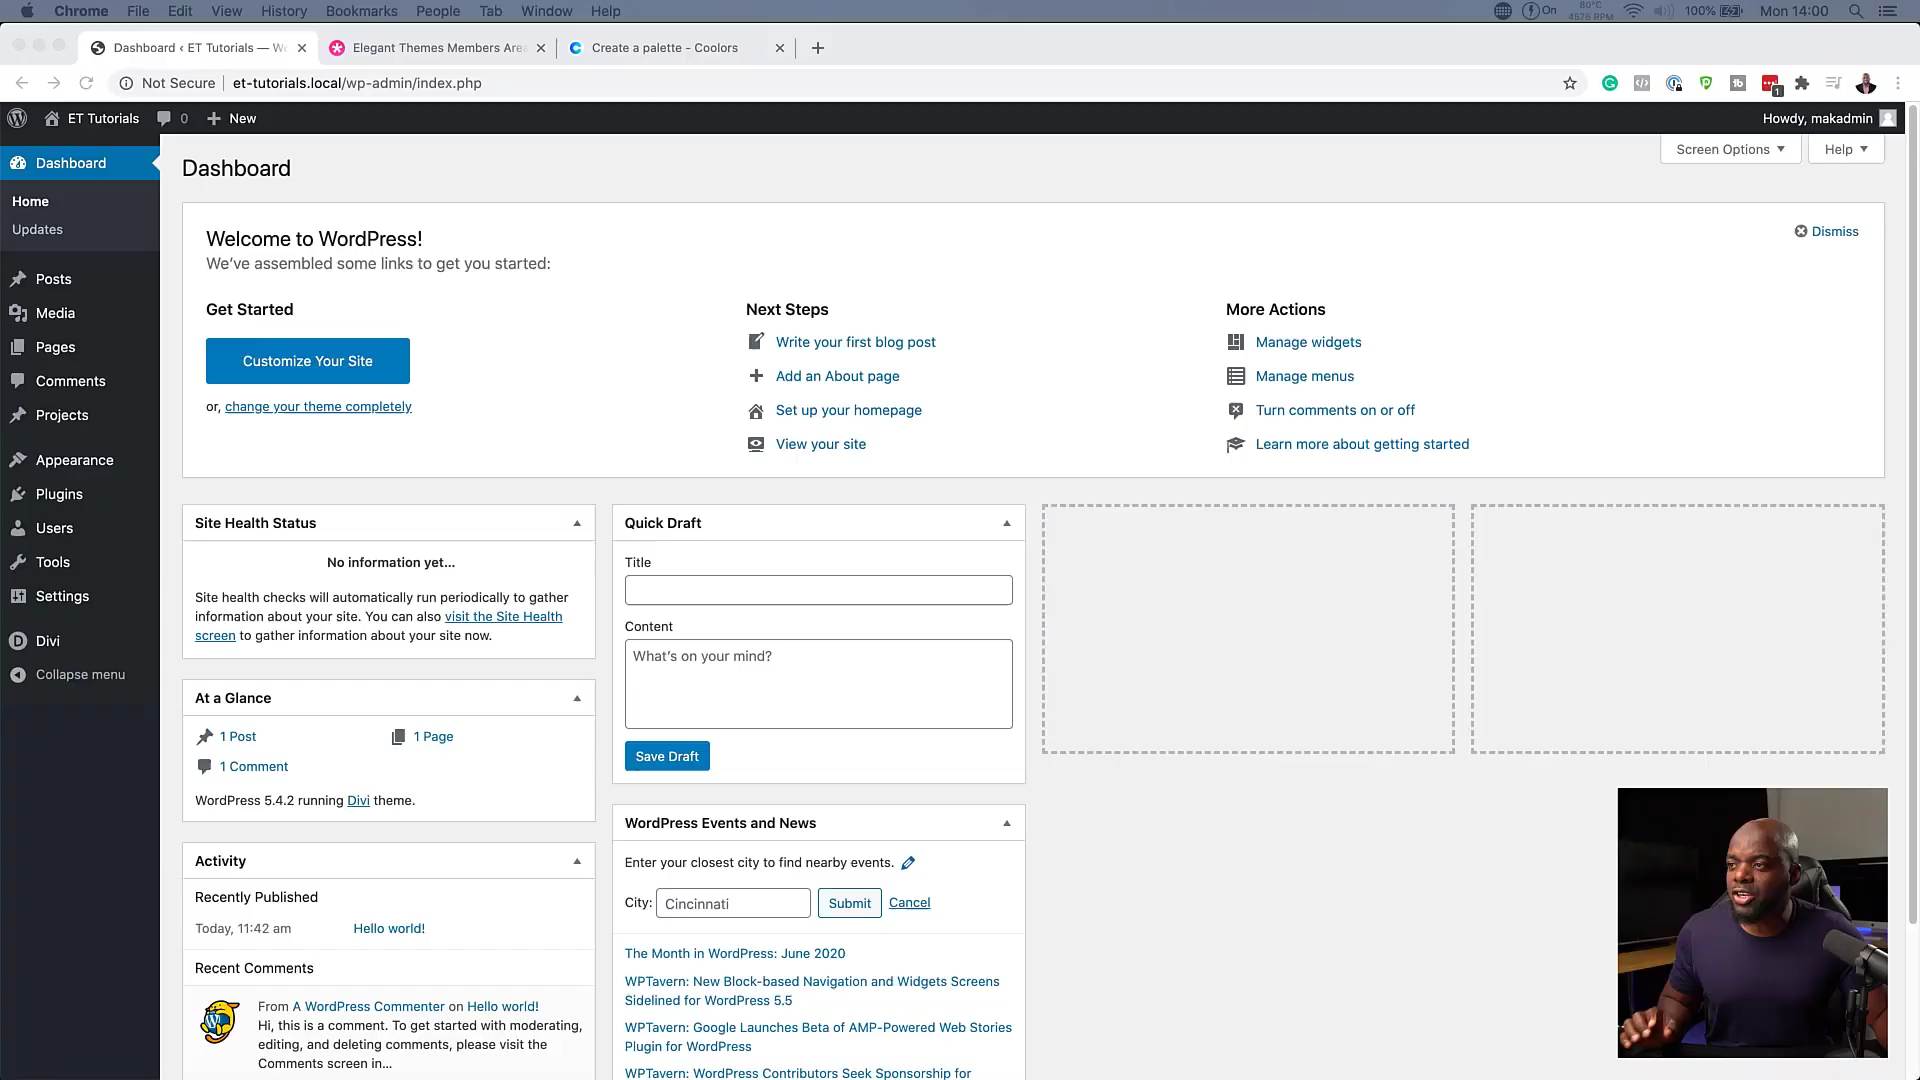 Chrome File Edit View History Bookmarks People Tab Window Help
On 80°C 4576 RPM 100% Mon 14:00
Dashboard ‹ ET Tutorials — W
Elegant Themes Members Area
Create a palette - Coolors
Not Secure et-tutorials.local/wp-admin/index.php
1
ET Tutorials 0 New Howdy, makadmin
Dashboard
Home
Updates
Posts
Media
Pages
Comments
Projects
Appearance
Plugins
Users
Tools
Settings
Divi
Collapse menu
Dashboard
Screen Options
Help
Welcome to WordPress!
Dismiss
We've assembled some links to get you started:
Get Started
Customize Your Site
or, change your theme completely
Next Steps
Write your first blog post
Add an About page
Set up your homepage
View your site
More Actions
Manage widgets
Manage menus
Turn comments on or off
Learn more about getting started
Site Health Status
No information yet...
Site health checks will automatically run periodically to gather
information about your site. You can also visit the Site Health
screen to gather information about your site now.
At a Glance
1 Post 1 Page
1 Comment
WordPress 5.4.2 running Divi theme.
Activity
Recently Published
Today, 11:42 am Hello world!
Recent Comments
From A WordPress Commenter on Hello world!
Hi, this is a comment. To get started with moderating,
editing, and deleting comments, please visit the
Comments screen in...
Quick Draft
Title
Content
What's on your mind?
Save Draft
WordPress Events and News
Enter your closest city to find nearby events.
City: Cincinnati Submit Cancel
The Month in WordPress: June 2020
WPTavern: New Block-based Navigation and Widgets Screens
Sidelined for WordPress 5.5
WPTavern: Google Launches Beta of AMP-Powered Web Stories
Plugin for WordPress
WPTavern: WordPress Contributors Seek Sponsorship for